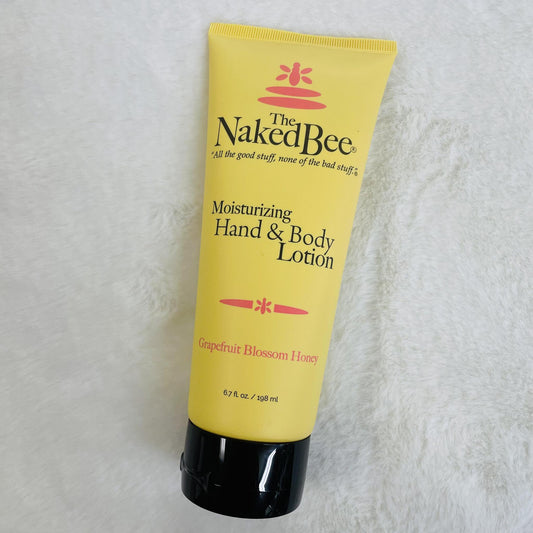 The
NakedBee®
"All the good stuff, none of the bad stuff."®
Moisturizing
Hand & Body
Lotion
Grapefruit Blossom Honey
6.7 fl. oz. / 198 ml